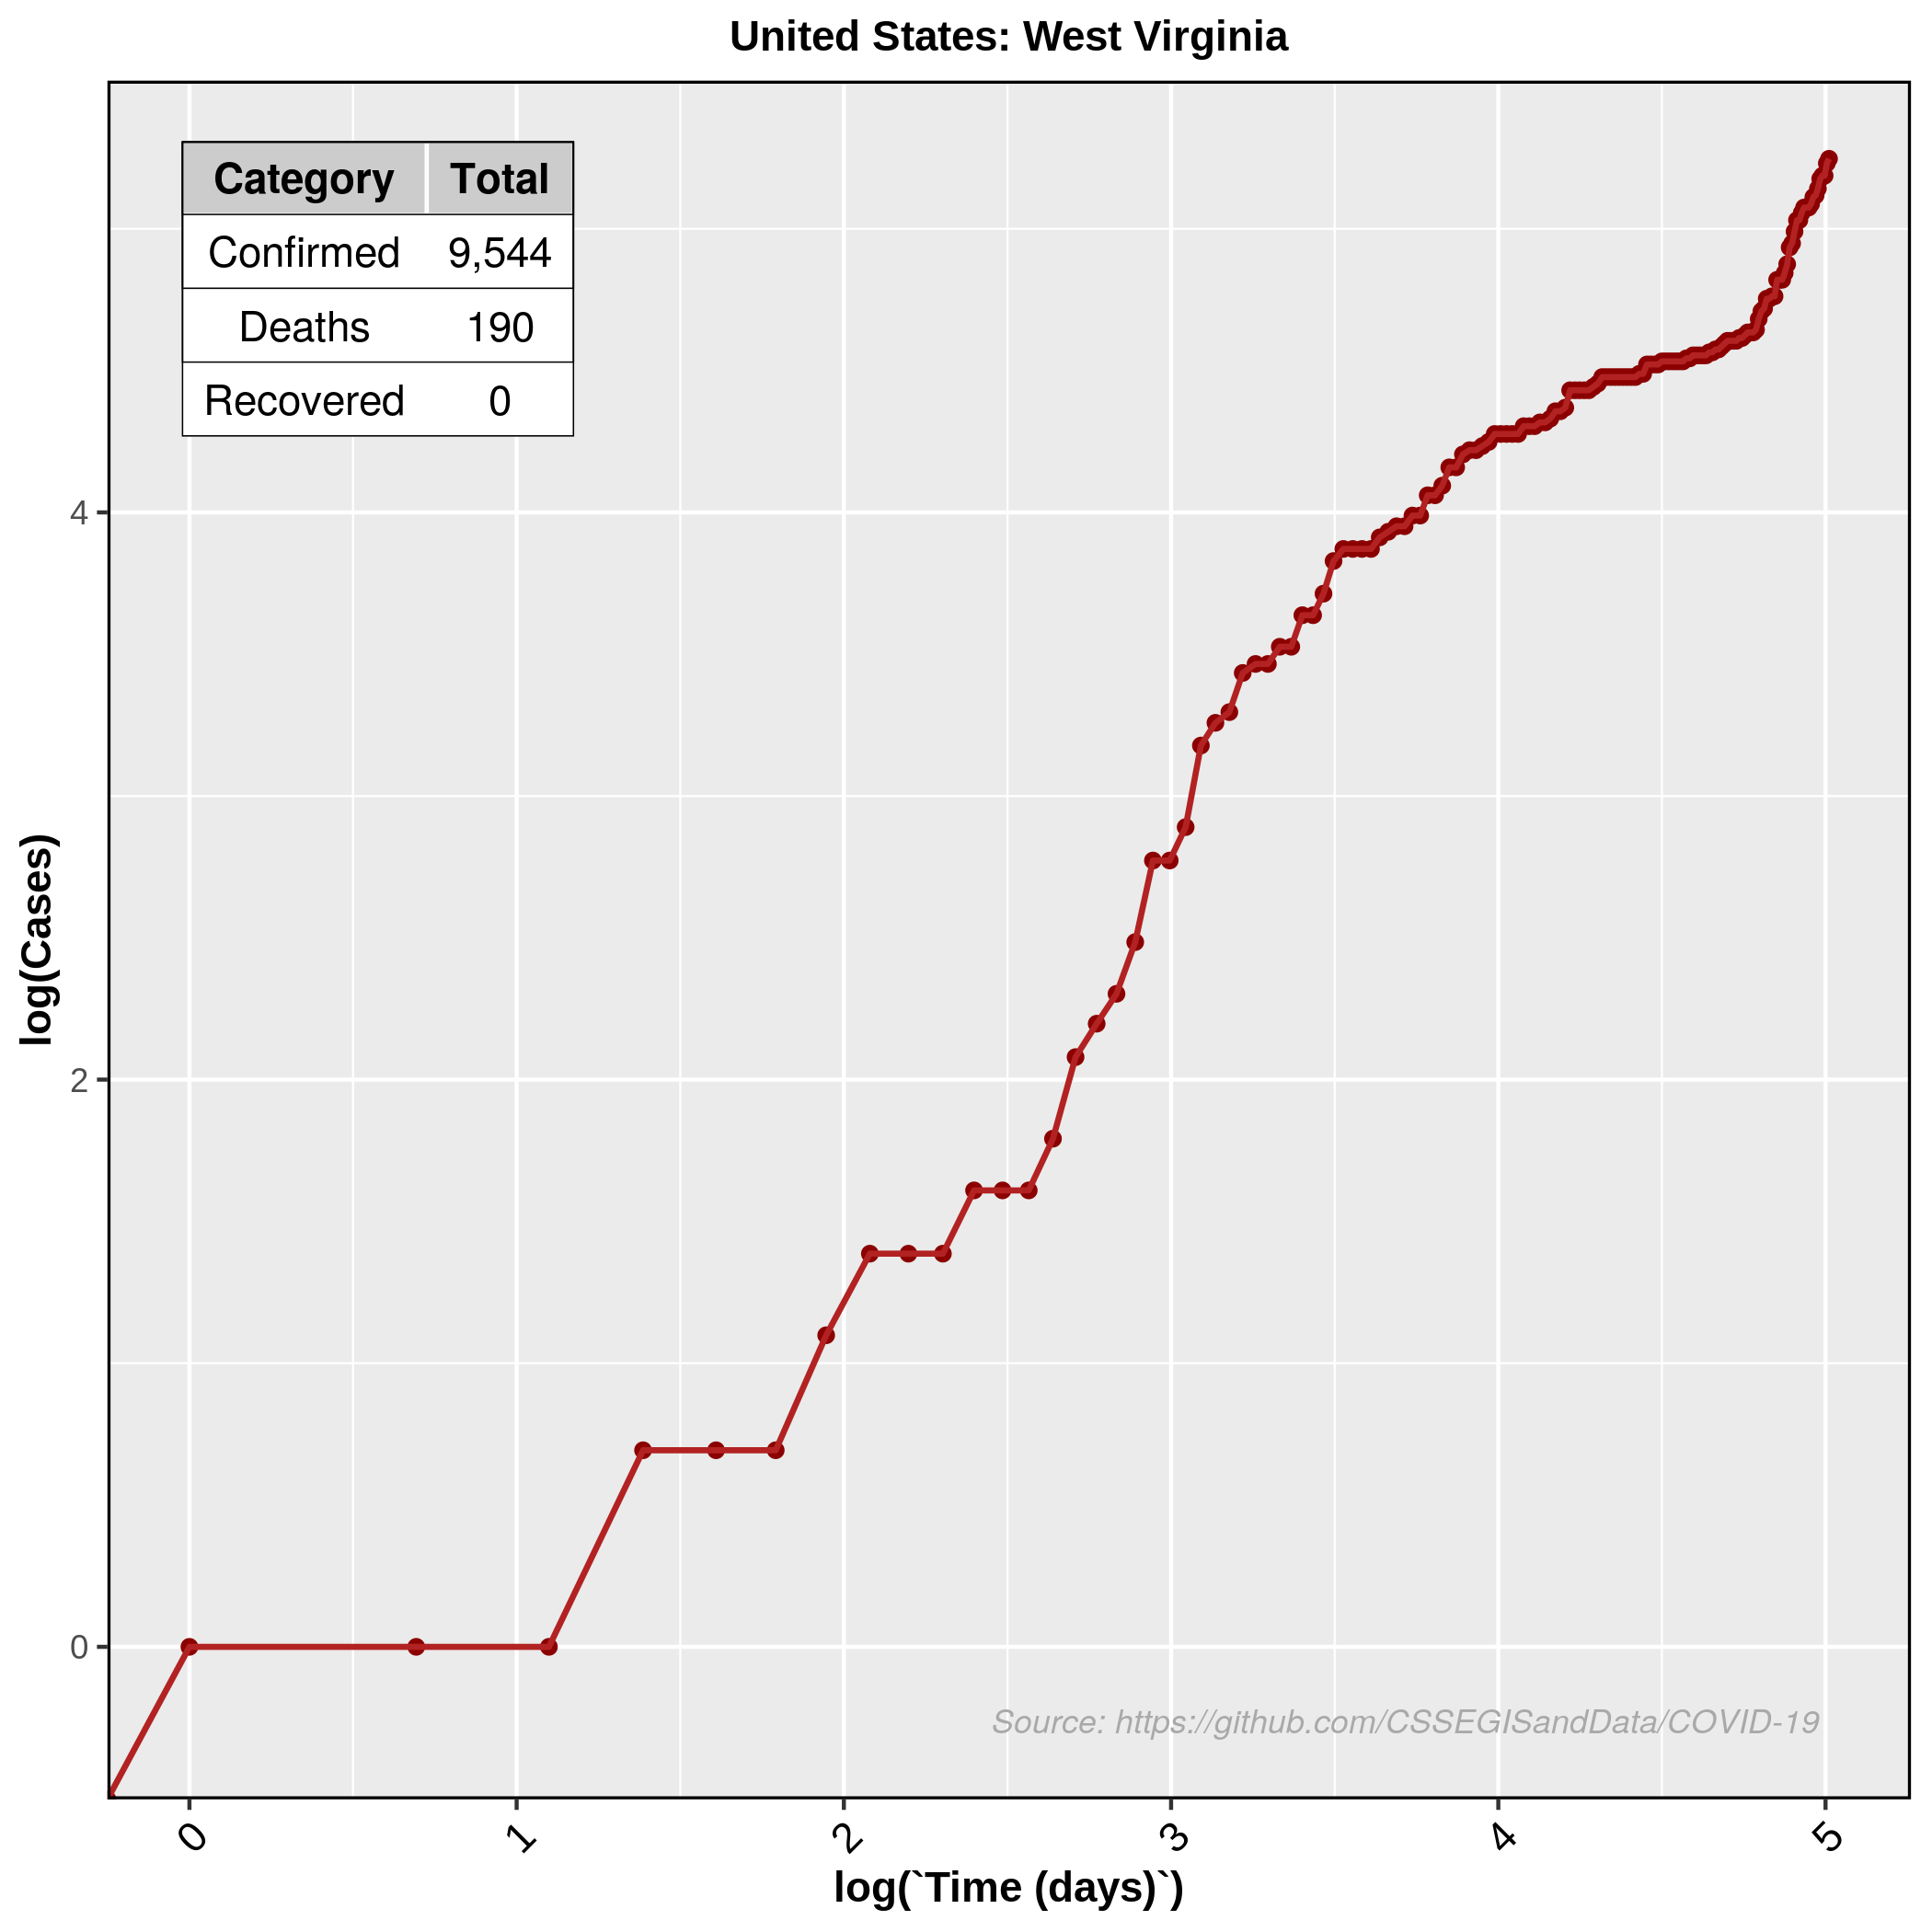 United States: West Virginia
Category Total
Confirmed 9,544
Deaths 190
Recovered 0
4
2
0
log(Cases)
Source: https://github.com/CSSEGISandData/COVID-19
0 1 2 3 4 5
log(`Time (days)`)